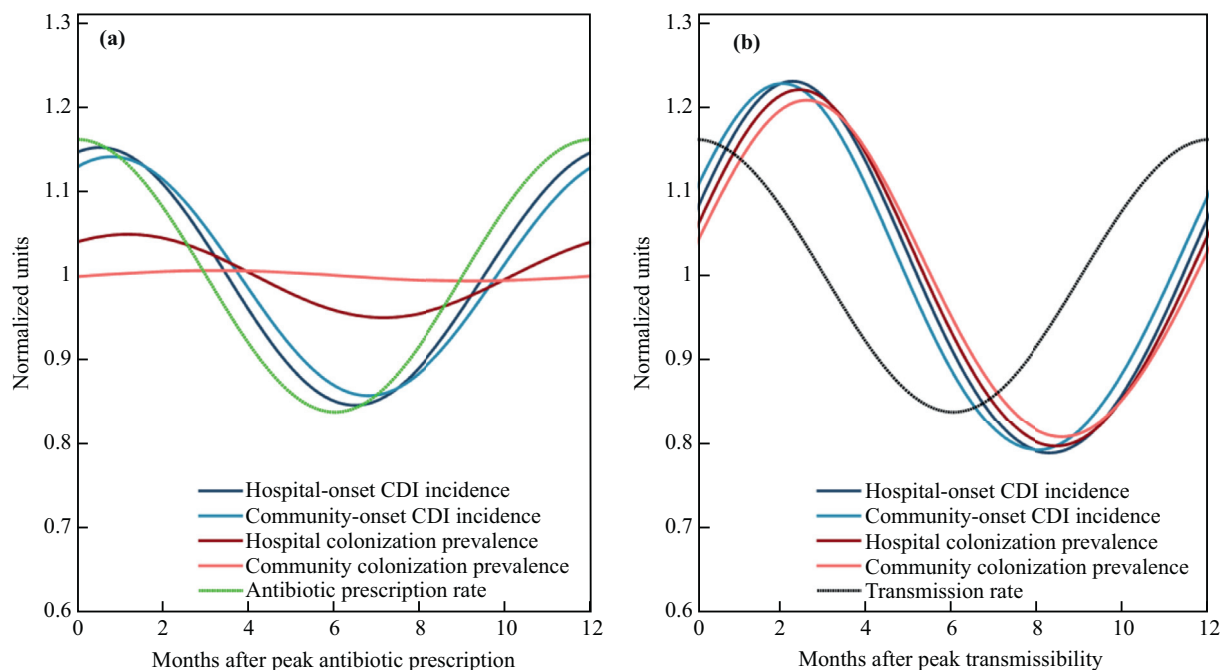 (a)
Normalized units
1.3
1.2
1.1
1
0.9
0.8
0.7
0.6
Hospital-onset CDI incidence
Community-onset CDI incidence
Hospital colonization prevalence
Community colonization prevalence
Antibiotic prescription rate
0 2 4 6 8 10 12
Months after peak antibiotic prescription
(b)
Normalized units
1.3
1.2
1.1
1
0.9
0.8
0.7
0.6
Hospital-onset CDI incidence
Community-onset CDI incidence
Hospital colonization prevalence
Community colonization prevalence
Transmission rate
0 2 4 6 8 10 12
Months after peak transmissibility